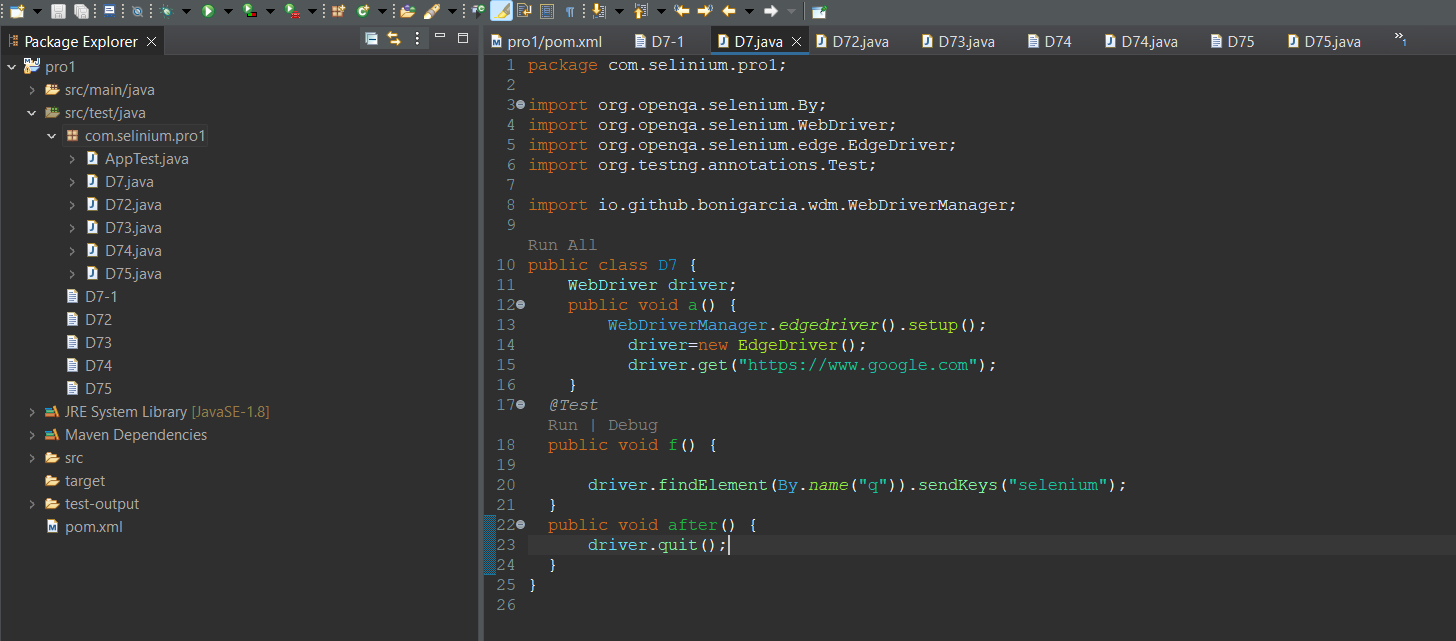 Package Explorer
pro1
src/main/java
src/test/java
com.selinium.pro1
AppTest.java
D7.java
D72.java
D73.java
D74.java
D75.java
D7-1
D72
D73
D74
D75
JRE System Library [JavaSE-1.8]
Maven Dependencies
src
target
test-output
pom.xml
pro1/pom.xml D7-1 D7.java D72.java D73.java D74 D74.java D75 D75.java »1
1 package com.selinium.pro1;
2
3 import org.openqa.selenium.By;
4 import org.openqa.selenium.WebDriver;
5 import org.openqa.selenium.edge.EdgeDriver;
6 import org.testng.annotations.Test;
7
8 import io.github.bonigarcia.wdm.WebDriverManager;
9
Run All
10 public class D7 {
11 WebDriver driver;
12 public void a() {
13 WebDriverManager.edgedriver().setup();
14 driver=new EdgeDriver();
15 driver.get("https://www.google.com");
16 }
17 @Test
Run | Debug
18 public void f() {
19
20 driver.findElement(By.name("q")).sendKeys("selenium");
21 }
22 public void after() {
23 driver.quit();
24 }
25 }
26